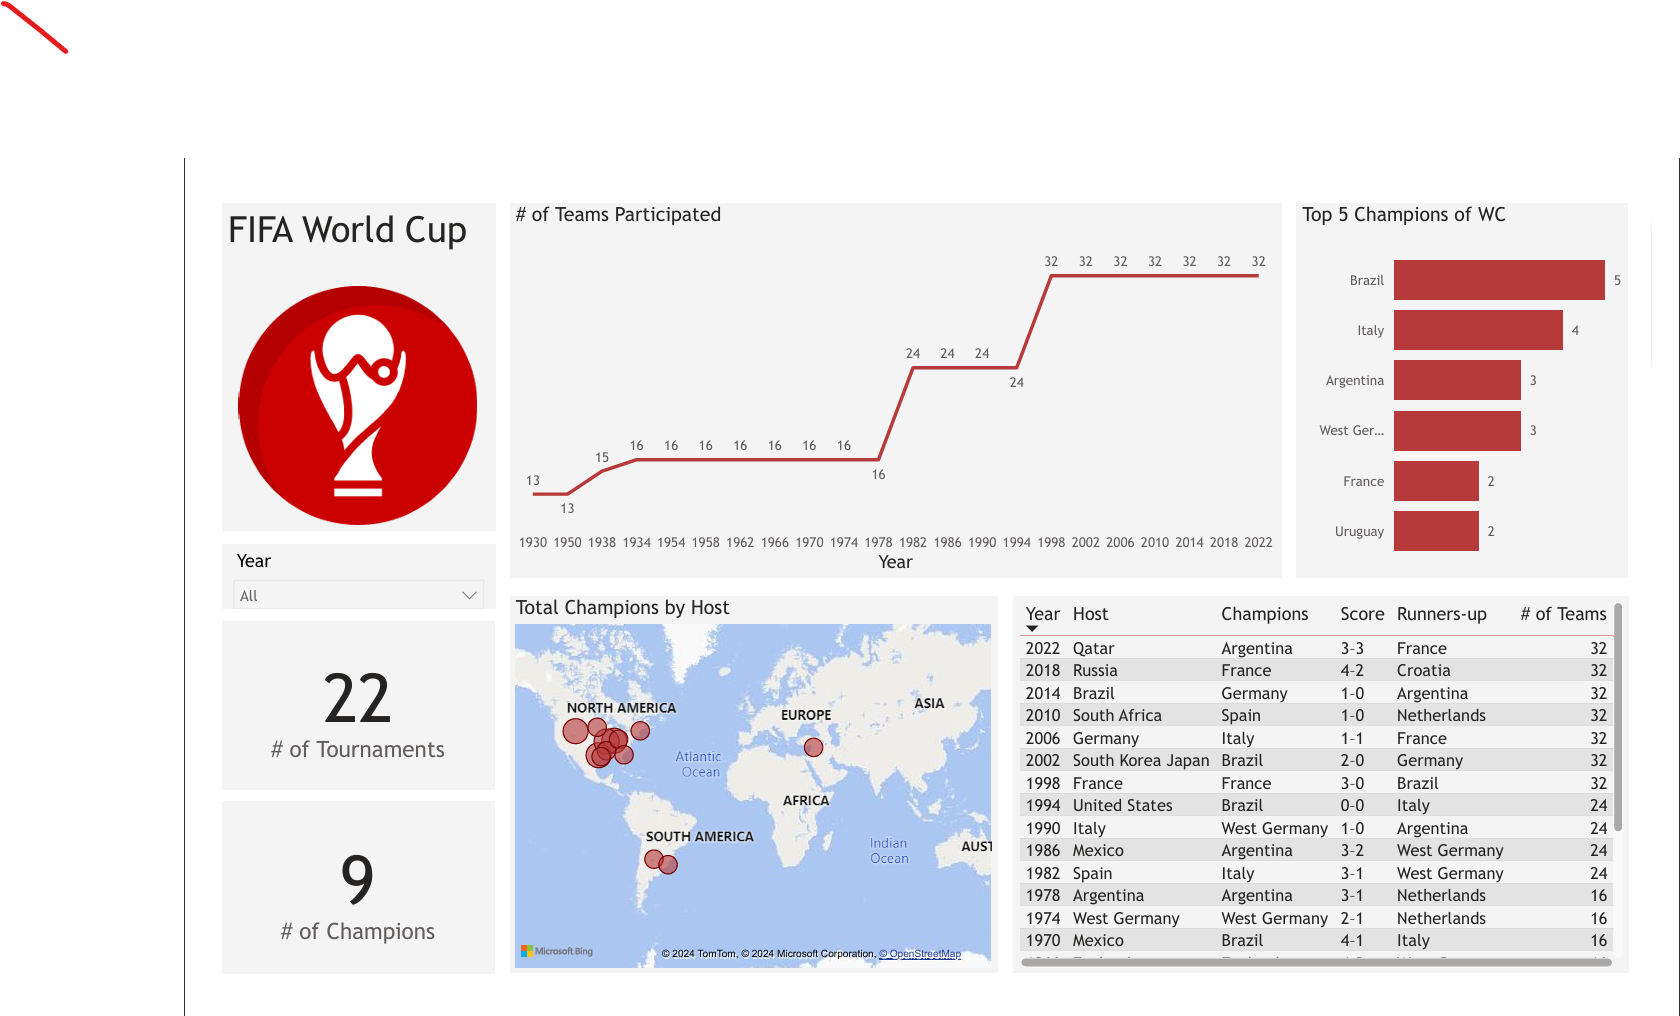 FIFA World Cup
Year
All
22
# of Tournaments
9
# of Champions
# of Teams Participated
13 13 15 16 16 16 16 16 16 16 16 24 24 24 24 32 32 32 32 32 32 32
1930 1950 1938 1934 1954 1958 1962 1966 1970 1974 1978 1982 1986 1990 1994 1998 2002 2006 2010 2014 2018 2022
Year
Top 5 Champions of WC
Brazil 5
Italy 4
Argentina 3
West Ger... 3
France 2
Uruguay 2
Total Champions by Host
NORTH AMERICA
EUROPE
ASIA
Atlantic
Ocean
AFRICA
SOUTH AMERICA
Indian
Ocean
AUST
Microsoft Bing
© 2024 TomTom, © 2024 Microsoft Corporation, © OpenStreetMap
Year Host Champions Score Runners-up # of Teams
2022 Qatar Argentina 3-3 France 32
2018 Russia France 4-2 Croatia 32
2014 Brazil Germany 1-0 Argentina 32
2010 South Africa Spain 1-0 Netherlands 32
2006 Germany Italy 1-1 France 32
2002 South Korea Japan Brazil 2-0 Germany 32
1998 France France 3-0 Brazil 32
1994 United States Brazil 0-0 Italy 24
1990 Italy West Germany 1-0 Argentina 24
1986 Mexico Argentina 3-2 West Germany 24
1982 Spain Italy 3-1 West Germany 24
1978 Argentina Argentina 3-1 Netherlands 16
1974 West Germany West Germany 2-1 Netherlands 16
1970 Mexico Brazil 4-1 Italy 16